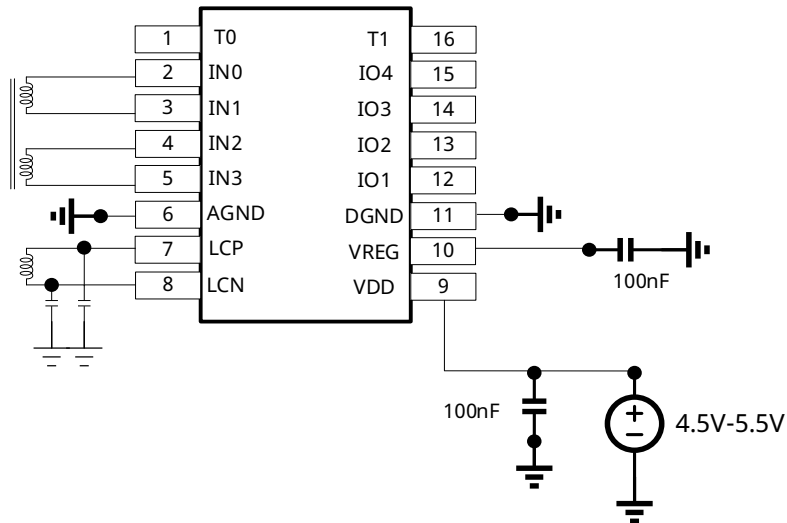 1 T0 T1 16
2 IN0 IO4 15
3 IN1 IO3 14
4 IN2 IO2 13
5 IN3 IO1 12
6 AGND DGND 11
7 LCP VREG 10
8 LCN VDD 9
100nF
100nF
4.5V-5.5V
+
−